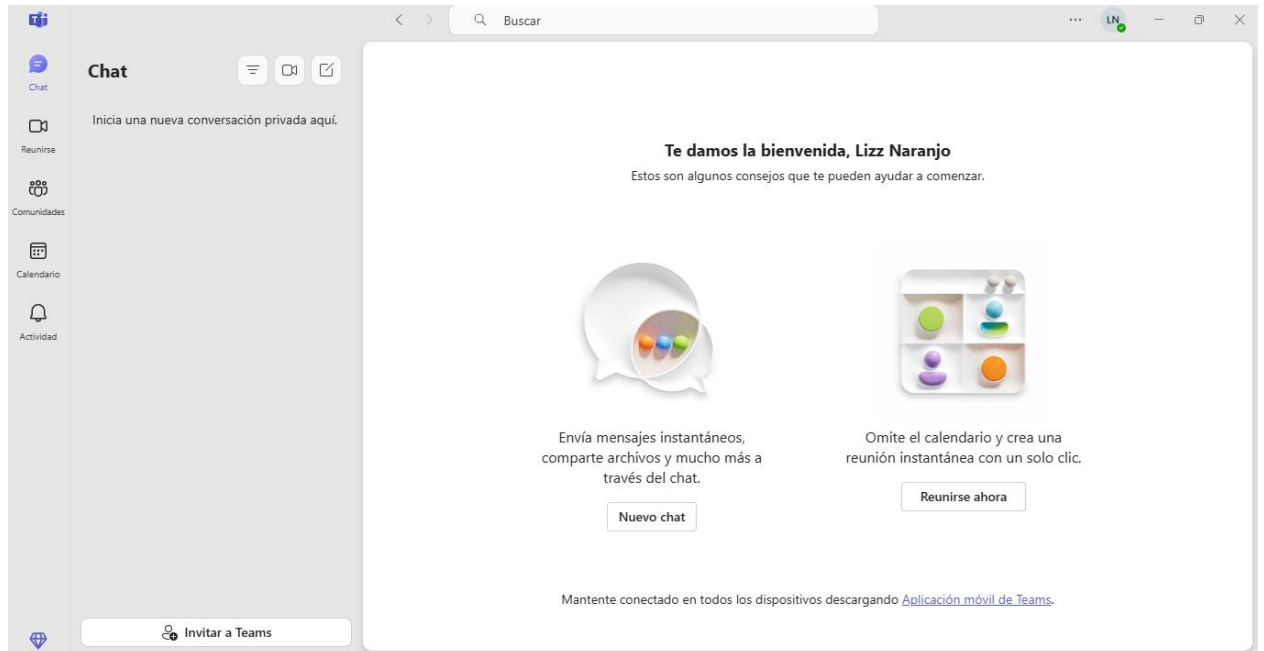 Buscar
LN
Chat
Chat
Inicia una nueva conversación privada aquí.
Reunirse
Comunidades
Calendario
Actividad
Invitar a Teams
Te damos la bienvenida, Lizz Naranjo
Estos son algunos consejos que te pueden ayudar a comenzar.
Envía mensajes instantáneos,
comparte archivos y mucho más a
través del chat.
Nuevo chat
Omite el calendario y crea una
reunión instantánea con un solo clic.
Reunirse ahora
Mantente conectado en todos los dispositivos descargando Aplicación móvil de Teams.